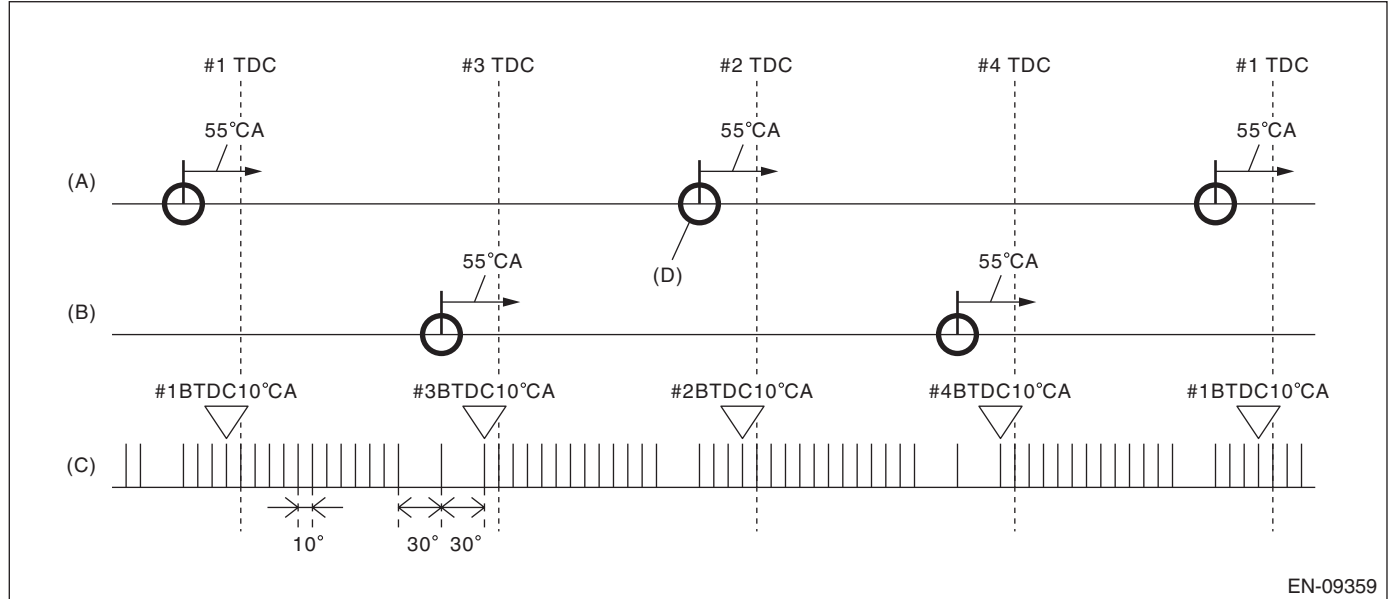 #1 TDC #3 TDC #2 TDC #4 TDC #1 TDC
55°CA 55°CA 55°CA
(A)
55°CA (D) 55°CA
(B)
#1BTDC10°CA #3BTDC10°CA #2BTDC10°CA #4BTDC10°CA #1BTDC10°CA
(C)
10° 30° 30°
EN-09359